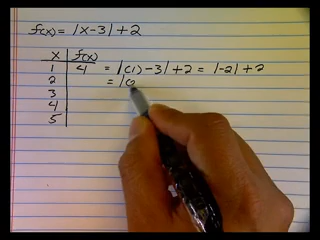 f(x) = |x-3| + 2
x f(x)
1 4 = |(1) - 3| + 2 = |-2| + 2
2 = |(
3
4
5